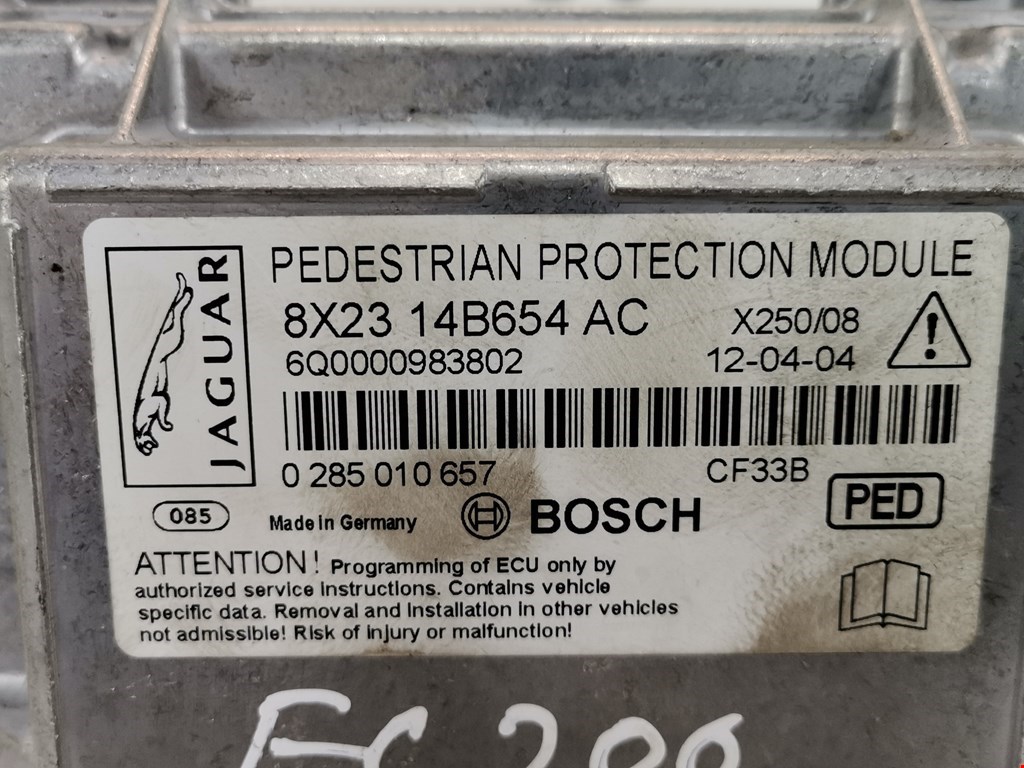 JAGUAR
PEDESTRIAN PROTECTION MODULE
8X23 14B654 AC X250/08
6Q0000983802 12-04-04
0 285 010 657 CF33B
085 Made in Germany BOSCH PED
ATTENTION! Programming of ECU only by
authorized service instructions. Contains vehicle
specific data. Removal and Installation in other vehicles
not admissible! Risk of injury or malfunction!